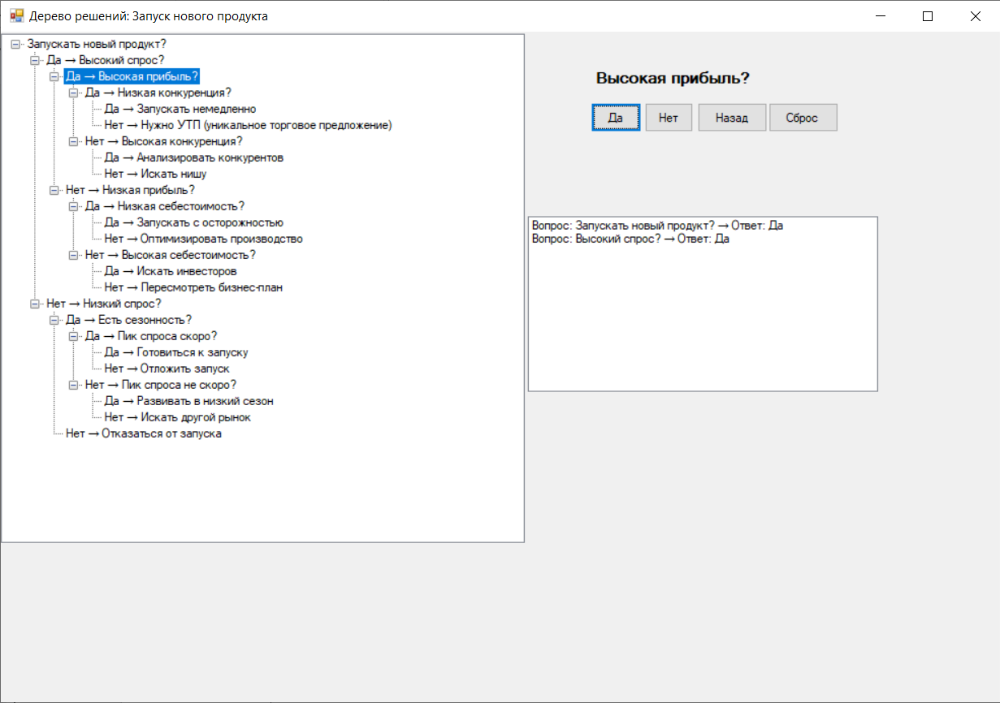 Дерево решений: Запуск нового продукта
Запускать новый продукт?
Да → Высокий спрос?
Да → Высокая прибыль?
Да → Низкая конкуренция?
Да → Запускать немедленно
Нет → Нужно УТП (уникальное торговое предложение)
Нет → Высокая конкуренция?
Да → Анализировать конкурентов
Нет → Искать нишу
Нет → Низкая прибыль?
Да → Низкая себестоимость?
Да → Запускать с осторожностью
Нет → Оптимизировать производство
Нет → Высокая себестоимость?
Да → Искать инвесторов
Нет → Пересмотреть бизнес-план
Нет → Низкий спрос?
Да → Есть сезонность?
Да → Пик спроса скоро?
Да → Готовиться к запуску
Нет → Отложить запуск
Нет → Пик спроса не скоро?
Да → Развивать в низкий сезон
Нет → Искать другой рынок
Нет → Отказаться от запуска
Высокая прибыль?
Да Нет Назад Сброс
Вопрос: Запускать новый продукт? → Ответ: Да
Вопрос: Высокий спрос? → Ответ: Да